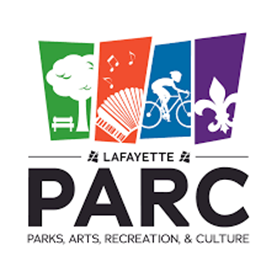 LAFAYETTE
PARC
PARKS, ARTS, RECREATION, & CULTURE